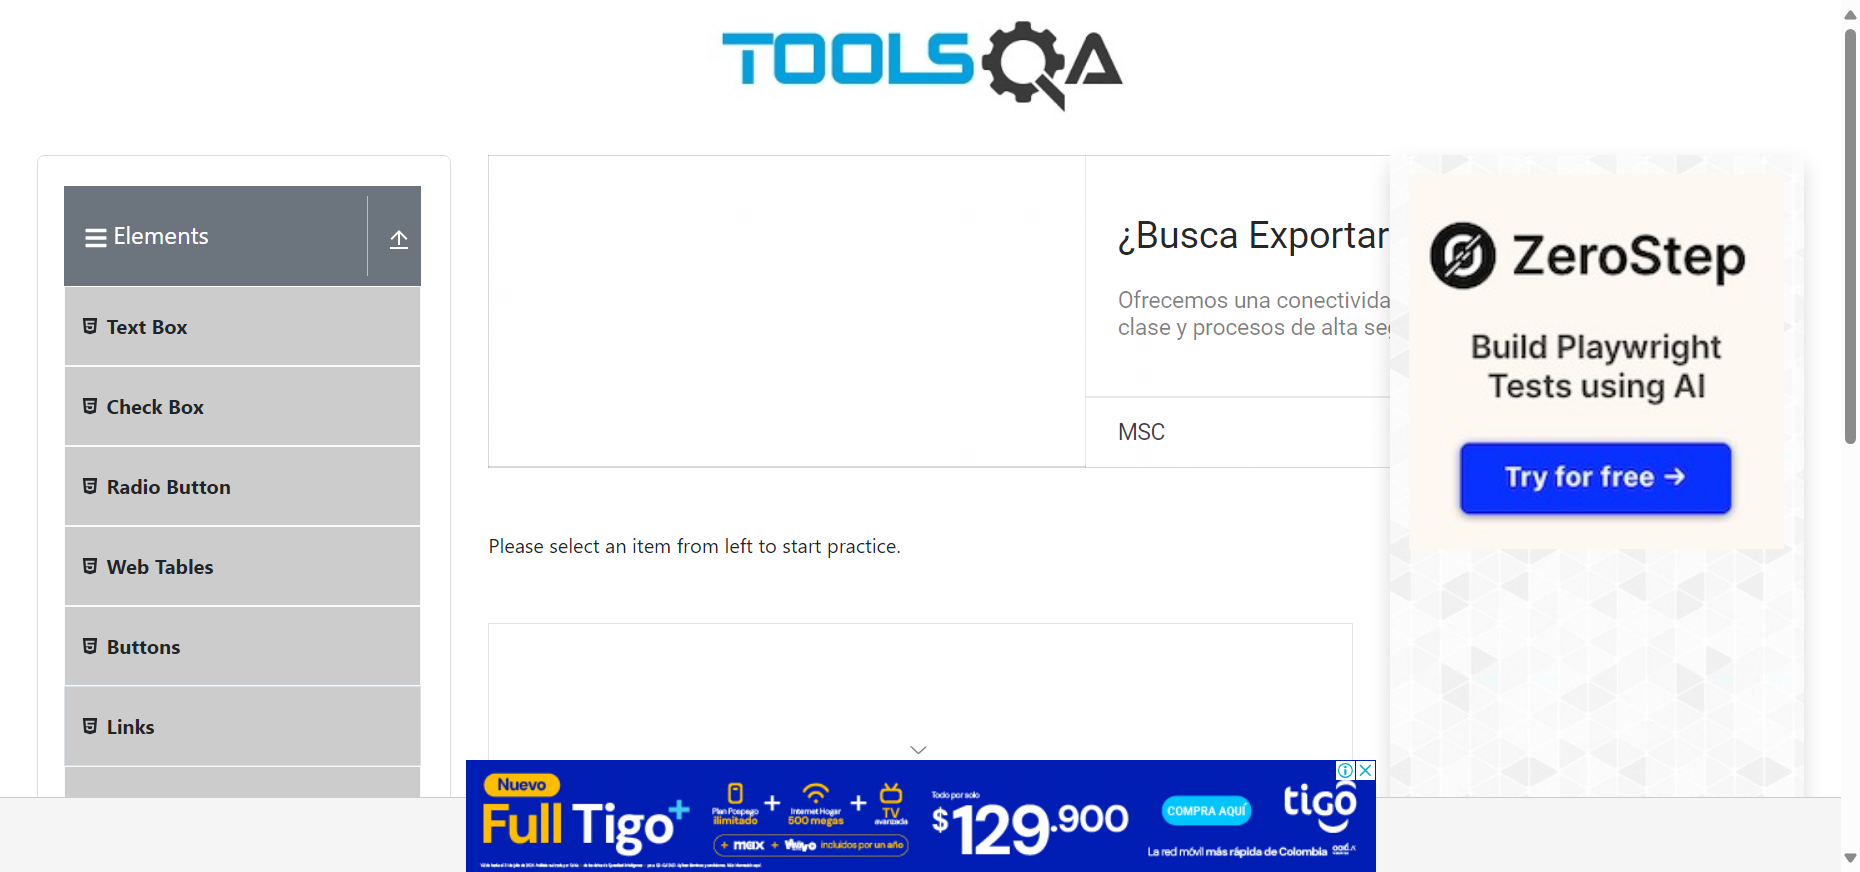 TOOLSQA
Elements
Text Box
Check Box
Radio Button
Web Tables
Buttons
Links
¿Busca Exportar
Ofrecemos una conectivida
clase y procesos de alta seg
MSC
Please select an item from left to start practice.
ZeroStep
Build Playwright
Tests using AI
Try for free →
Nuevo
Full Tigo+
Plan Pospago
ilimitado
+
Internet Hogar
500 megas
+
TV
avanzada
+ max + Vivvo incluidos por un año
Todo por solo
$129.900
COMPRA AQUÍ
tigo
La red móvil más rápida de Colombia